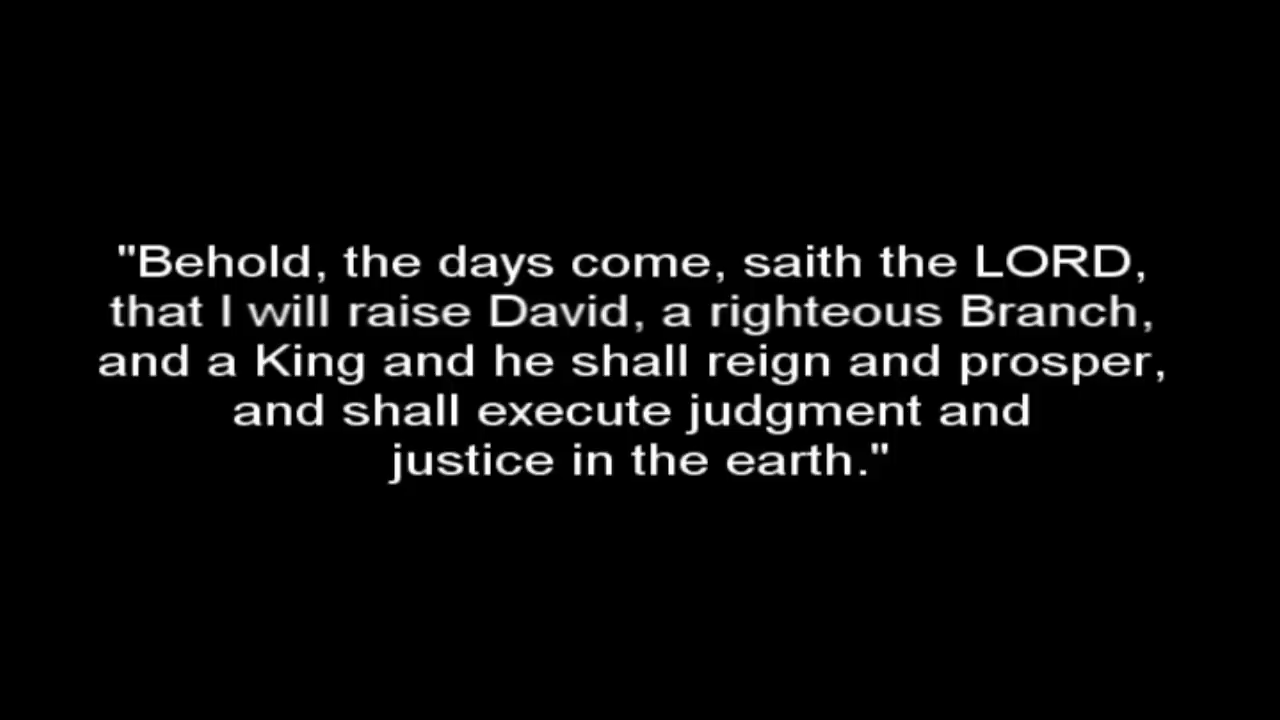 "Behold, the days come, saith the LORD,
that I will raise David, a righteous Branch,
and a King and he shall reign and prosper,
and shall execute judgment and
justice in the earth."